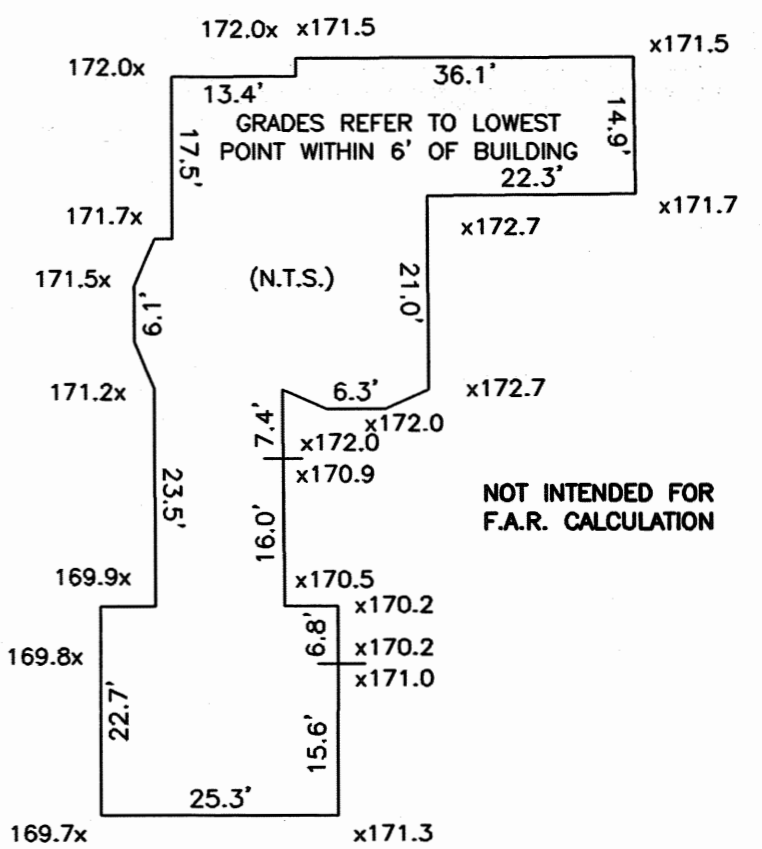 172.0x x171.5
172.0x
x171.5
13.4'
36.1'
14.9'
GRADES REFER TO LOWEST
POINT WITHIN 6' OF BUILDING
17.5'
22.3'
171.7x
x171.7
x172.7
171.5x
(N.T.S.)
21.0'
6.1'
171.2x
6.3'
x172.7
7.4'
x172.0
x172.0
x170.9
23.5'
NOT INTENDED FOR
F.A.R. CALCULATION
16.0'
169.9x
x170.5
x170.2
6.8'
169.8x
x170.2
x171.0
22.7'
15.6'
25.3'
169.7x
x171.3